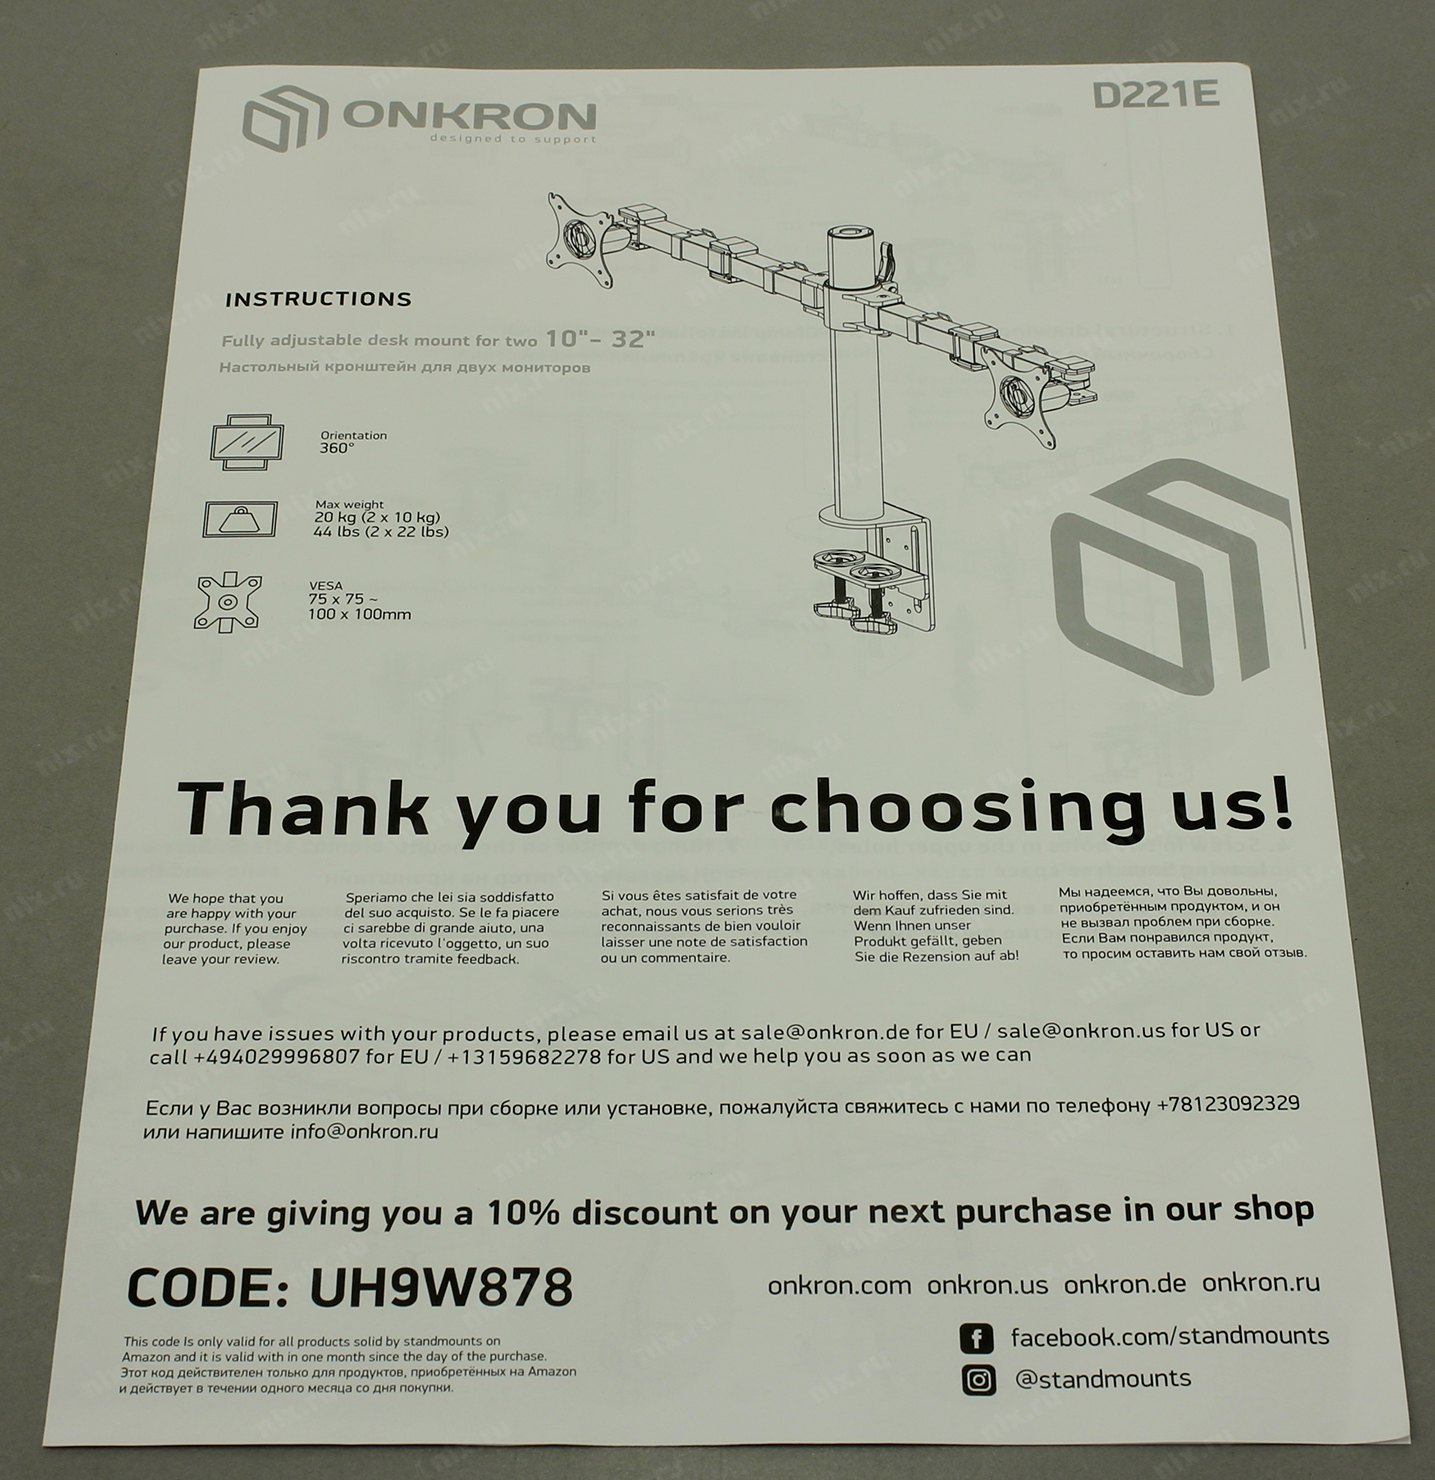 ONKRON
designed to support
D221E
INSTRUCTIONS
Fully adjustable desk mount for two 10"- 32"
Настольный кронштейн для двух мониторов
Orientation
360°
Max weight
20 kg (2 x 10 kg)
44 lbs (2 x 22 lbs)
VESA
75 x 75 ~
100 x 100mm
Thank you for choosing us!
We hope that you
are happy with your
purchase. If you enjoy
our product, please
leave your review.
Speriamo che lei sia soddisfatto
del suo acquisto. Se le fa piacere
ci sarebbe di grande aiuto, una
volta ricevuto l'oggetto, un suo
riscontro tramite feedback.
Si vous êtes satisfait de votre
achat, nous vous serions très
reconnaissants de bien vouloir
laisser une note de satisfaction
ou un commentaire.
Wir hoffen, dass Sie mit
dem Kauf zufrieden sind.
Wenn Ihnen unser
Produkt gefällt, geben
Sie die Rezension auf ab!
Мы надеемся, что Вы довольны,
приобретённым продуктом, и он
не вызвал проблем при сборке.
Если Вам понравился продукт,
то просим оставить нам свой отзыв.
If you have issues with your products, please email us at sale@onkron.de for EU / sale@onkron.us for US or
call +494029996807 for EU / +13159682278 for US and we help you as soon as we can
Если у Вас возникли вопросы при сборке или установке, пожалуйста свяжитесь с нами по телефону +78123092329
или напишите info@onkron.ru
We are giving you a 10% discount on your next purchase in our shop
CODE: UH9W878
onkron.com onkron.us onkron.de onkron.ru
This code Is only valid for all products solid by standmounts on
Amazon and it is valid with in one month since the day of the purchase.
Этот код действителен только для продуктов, приобретённых на Amazon
и действует в течении одного месяца со дня покупки.
facebook.com/standmounts
@standmounts